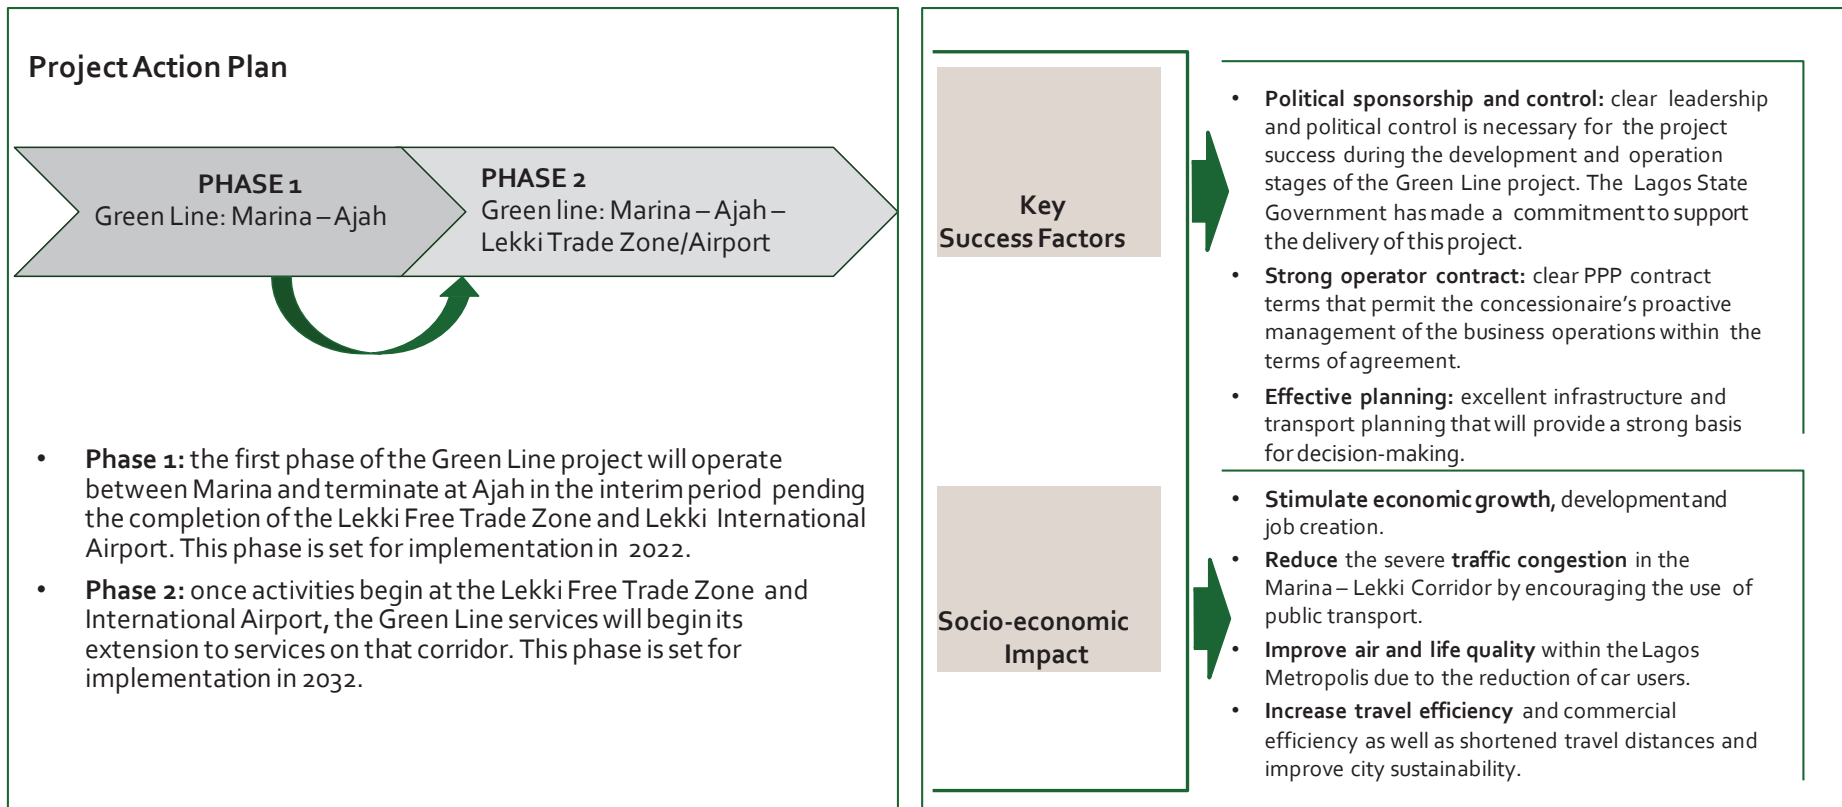 Project Action Plan
PHASE 1
Green Line: Marina – Ajah
PHASE 2
Green line: Marina – Ajah –
Lekki Trade Zone/Airport
• Phase 1: the first phase of the Green Line project will operate
between Marina and terminate at Ajah in the interim period pending
the completion of the Lekki Free Trade Zone and Lekki International
Airport. This phase is set for implementation in 2022.
• Phase 2: once activities begin at the Lekki Free Trade Zone and
International Airport, the Green Line services will begin its
extension to services on that corridor. This phase is set for
implementation in 2032.
Key
Success Factors
• Political sponsorship and control: clear leadership
and political control is necessary for the project
success during the development and operation
stages of the Green Line project. The Lagos State
Government has made a commitment to support
the delivery of this project.
• Strong operator contract: clear PPP contract
terms that permit the concessionaire's proactive
management of the business operations within the
terms of agreement.
• Effective planning: excellent infrastructure and
transport planning that will provide a strong basis
for decision-making.
Socio-economic
Impact
• Stimulate economic growth, development and
job creation.
• Reduce the severe traffic congestion in the
Marina – Lekki Corridor by encouraging the use of
public transport.
• Improve air and life quality within the Lagos
Metropolis due to the reduction of car users.
• Increase travel efficiency and commercial
efficiency as well as shortened travel distances and
improve city sustainability.